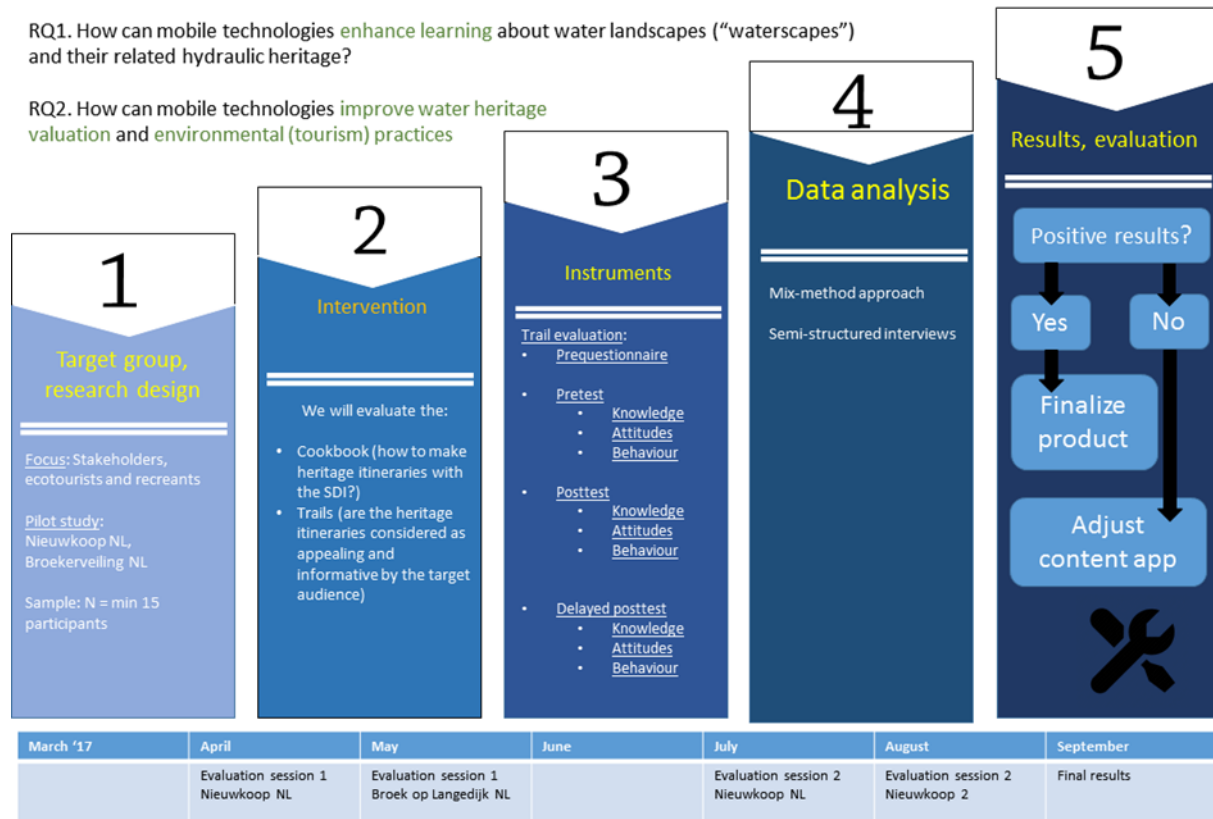 RQ1. How can mobile technologies enhance learning about water landscapes (“waterscapes”)
and their related hydraulic heritage?
RQ2. How can mobile technologies improve water heritage
valuation and environmental (tourism) practices
1
Target group,
research design
Focus: Stakeholders,
ecotourists and recreants
Pilot study:
Nieuwkoop NL,
Broekerveiling NL
Sample: N = min 15
participants
2
Intervention
We will evaluate the:
• Cookbook (how to make
heritage itineraries with
the SDI?)
• Trails (are the heritage
itineraries considered as
appealing and
informative by the target
audience)
3
Instruments
Trail evaluation:
• Prequestionnaire
• Pretest
• Knowledge
• Attitudes
• Behaviour
• Posttest
• Knowledge
• Attitudes
• Behaviour
• Delayed posttest
• Knowledge
• Attitudes
• Behaviour
4
Data analysis
Mix-method approach
Semi-structured interviews
5
Results, evaluation
Positive results?
Yes
No
Finalize
product
Adjust
content app
March ‘17
April
May
June
July
August
September
Evaluation session 1
Nieuwkoop NL
Evaluation session 1
Broek op Langedijk NL
Evaluation session 2
Nieuwkoop NL
Evaluation session 2
Nieuwkoop 2
Final results